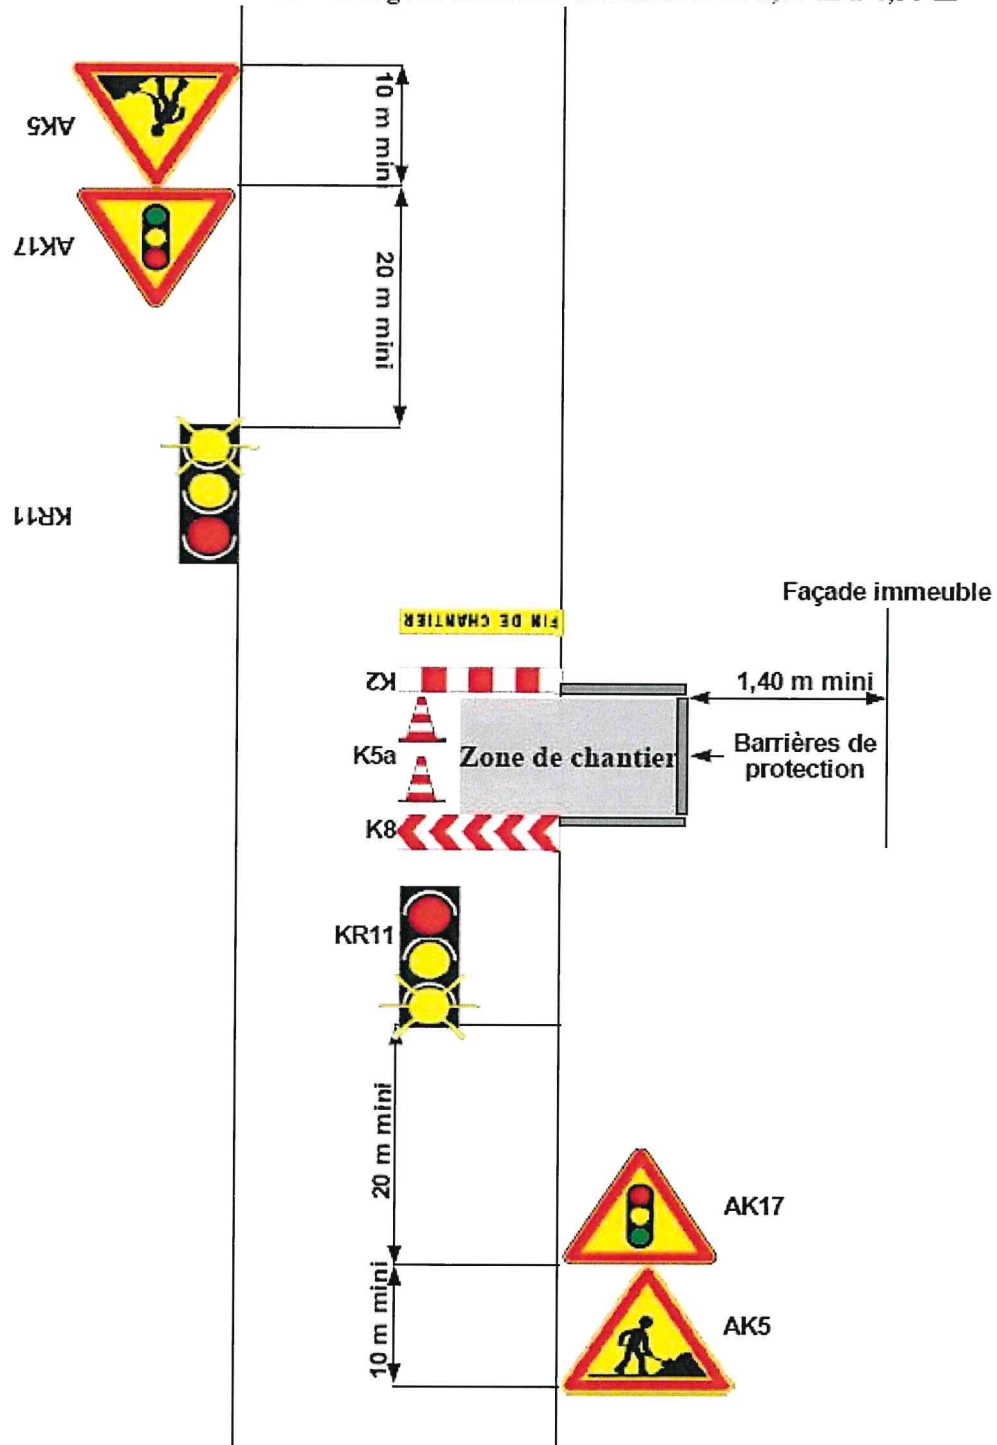 AK5
10 m mini
AK17
20 m mini
KR11
FIN DE CHANTIER
Façade immeuble
K2
1,40 m mini
K5a
Zone de chantier
Barrières de
protection
K8
KR11
20 m mini
AK17
10 m mini
AK5